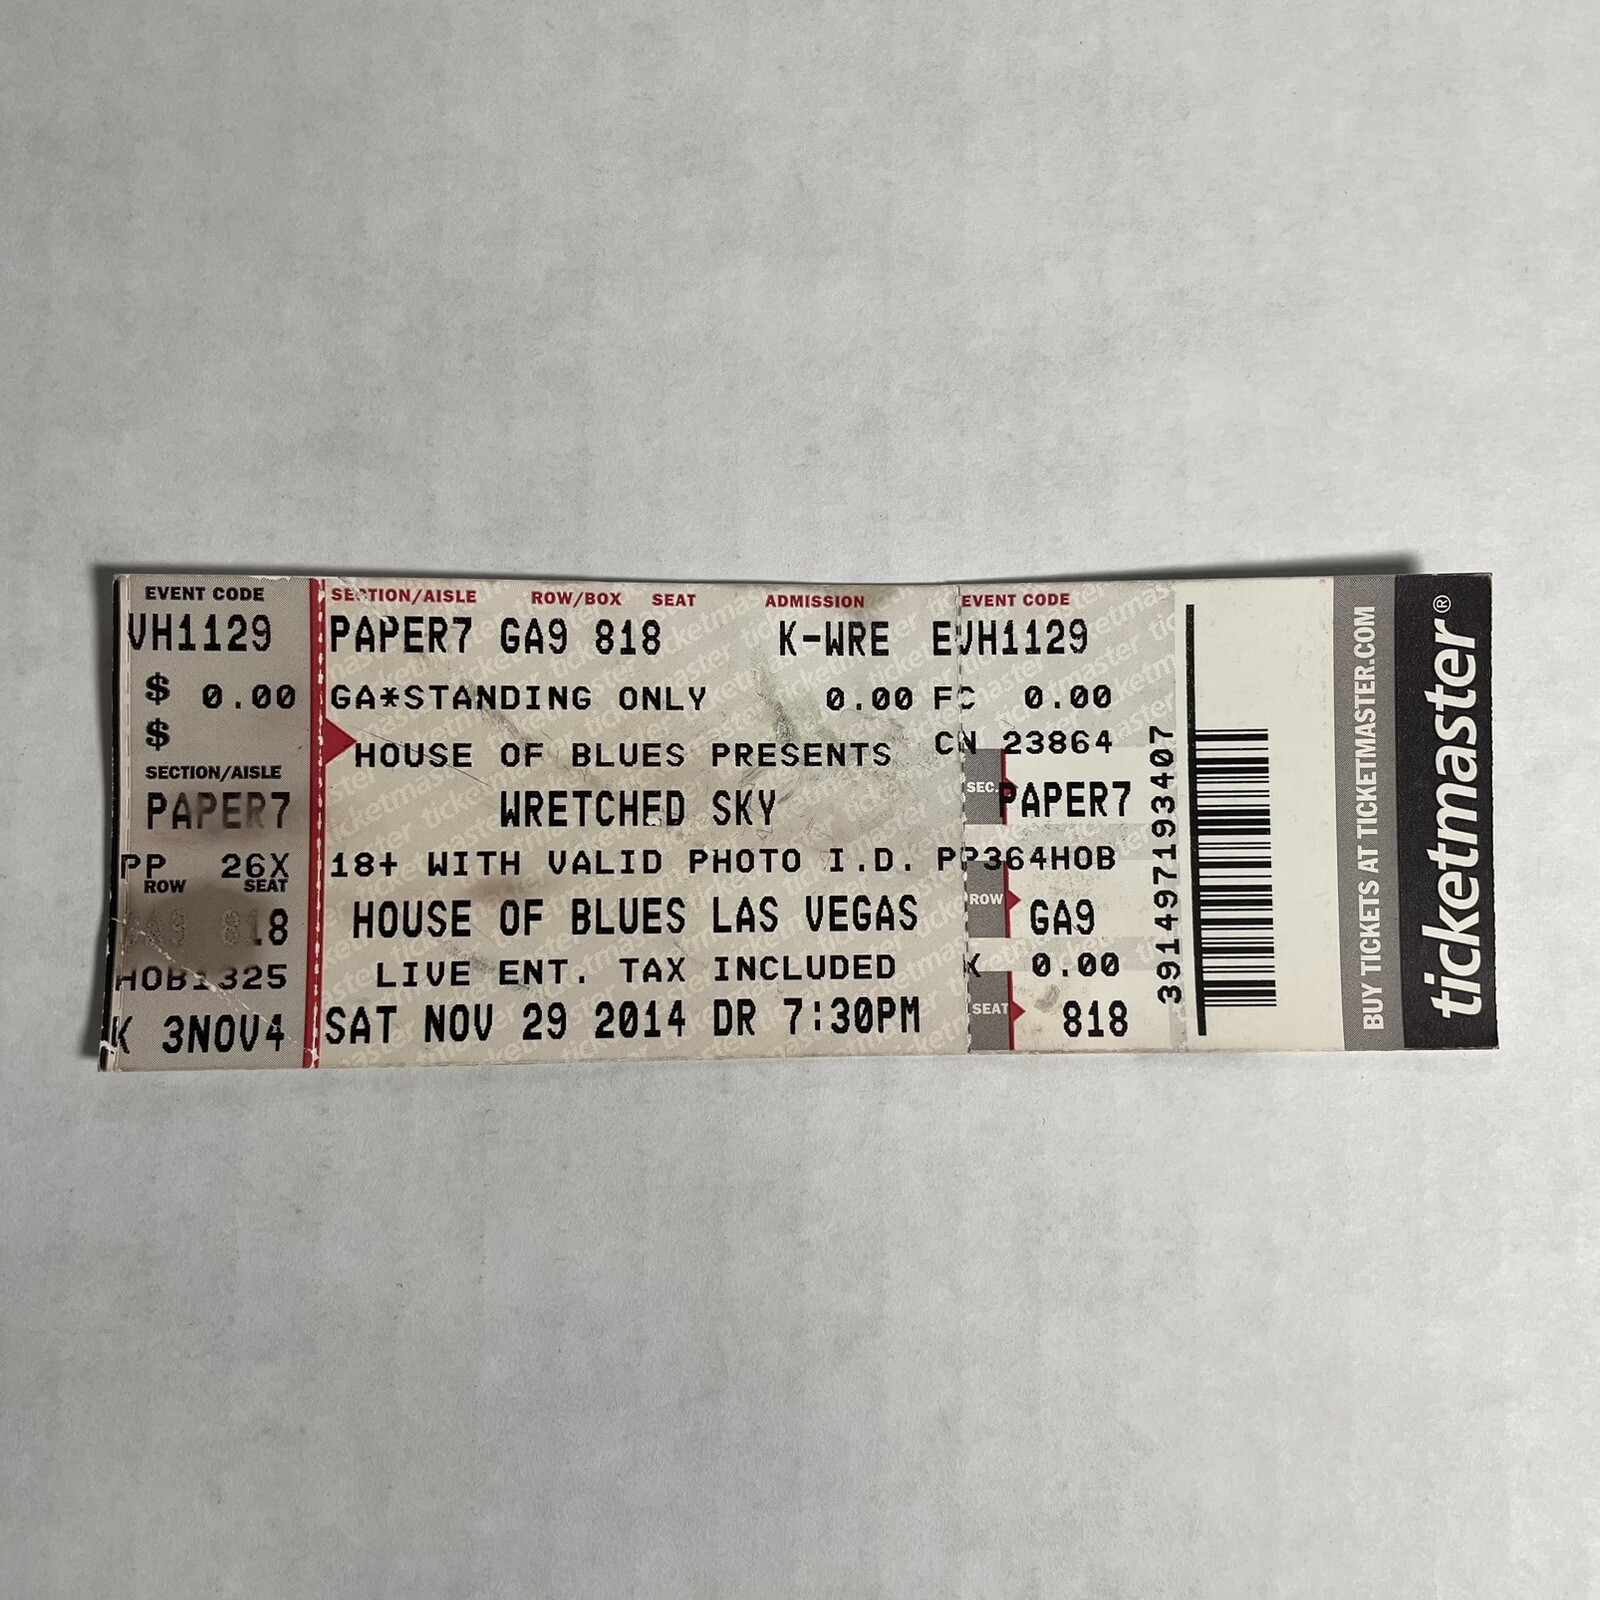 EVENT CODE
VH1129
$ 0.00
$
SECTION/AISLE
PAPER7
PP 26X
ROW SEAT
GA9 818
HOB1325
K 3NOV4
SECTION/AISLE ROW/BOX SEAT ADMISSION
PAPER7 GA9 818 K-WRE
GA*STANDING ONLY 0.00
HOUSE OF BLUES PRESENTS
WRETCHED SKY
18+ WITH VALID PHOTO I.D.
HOUSE OF BLUES LAS VEGAS
LIVE ENT. TAX INCLUDED
SAT NOV 29 2014 DR 7:30PM
EVENT CODE
EVH1129
FC 0.00
CN 23864
SEC. PAPER7
PP364HOB
ROW GA9
K 0.00
SEAT 818
391497193407
BUY TICKETS AT TICKETMASTER.COM
ticketmaster®